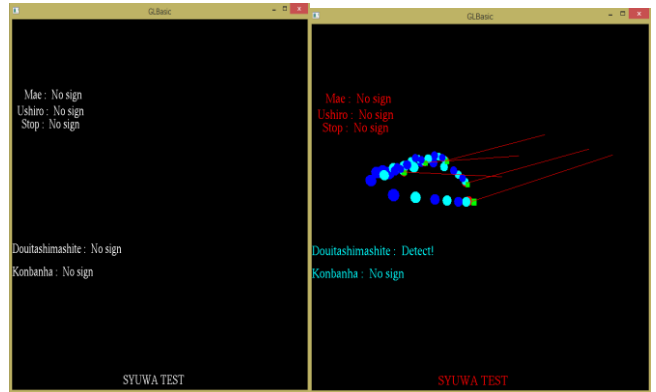 GLBasic
Mae : No sign
Ushiro : No sign
Stop : No sign
Douitashimashite : No sign
Konbanha : No sign
SYUWA TEST
GLBasic
Mae : No sign
Ushiro : No sign
Stop : No sign
Douitashimashite : Detect!
Konbanha : No sign
SYUWA TEST